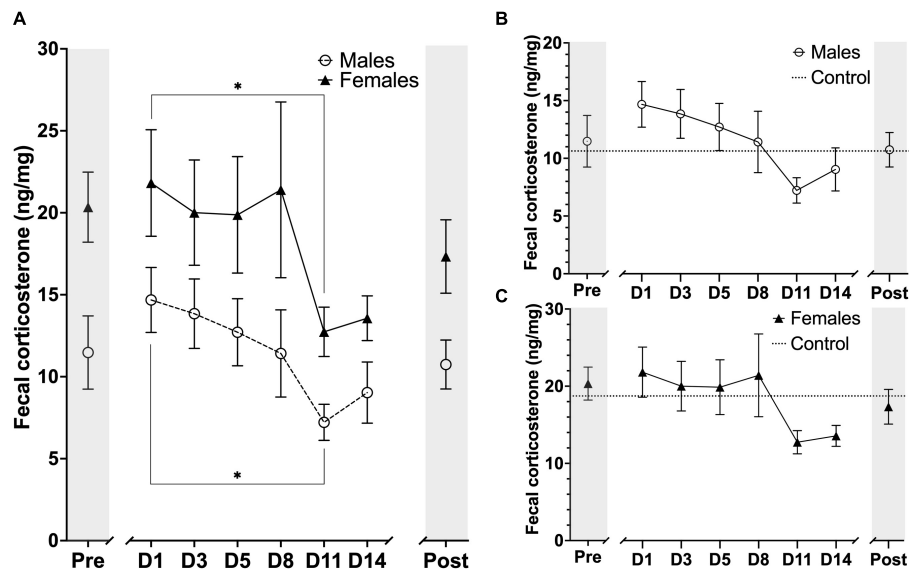 A
Fecal corticosterone (ng/mg)
30
25
20
15
10
5
0
Males
Females
*
*
Pre
D1 D3 D5 D8 D11 D14
Post
B
Fecal corticosterone (ng/mg)
20
15
10
5
0
Males
Control
Pre
D1 D3 D5 D8 D11 D14
Post
C
Fecal corticosterone (ng/mg)
30
20
10
0
Females
Control
Pre
D1 D3 D5 D8 D11 D14
Post